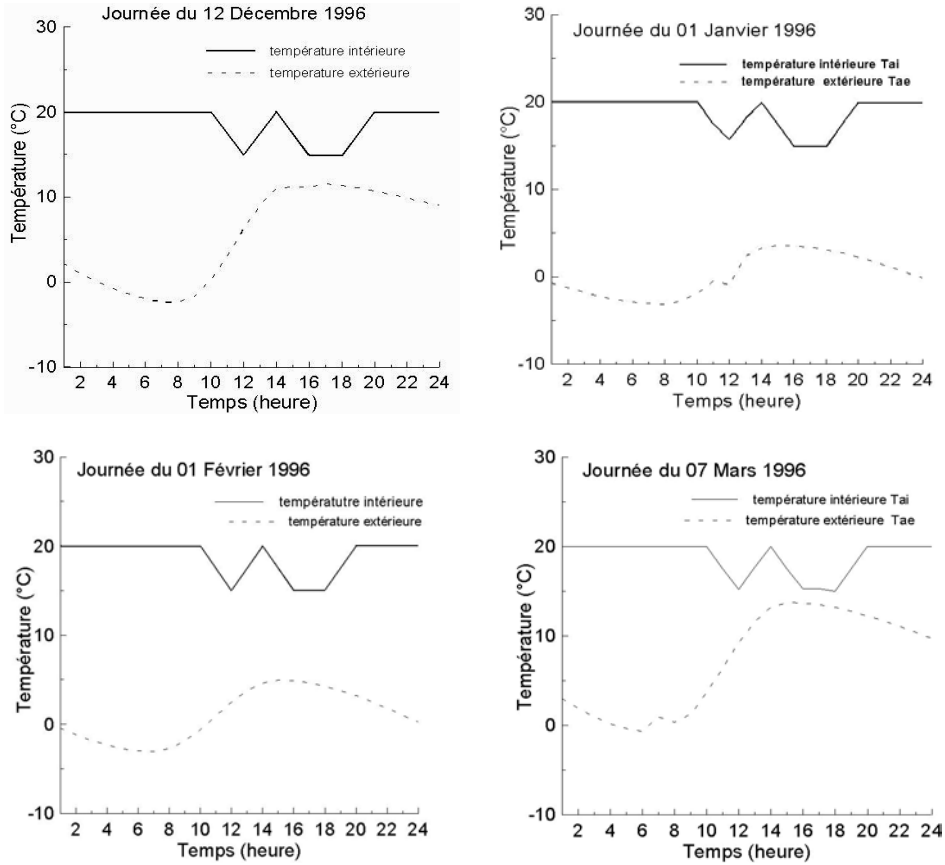 Journée du 12 Décembre 1996
30
température intérieure
temperature extérieure
20
10
0
-10
Température (°C)
2 4 6 8 10 12 14 16 18 20 22 24
Temps (heure)
Journée du 01 Janvier 1996
30
température intérieure Tai
température extérieure Tae
20
10
0
-10
Température (°C)
2 4 6 8 10 12 14 16 18 20 22 24
Temps (heure)
Journée du 01 Février 1996
30
températutre intérieure
température extérieure
20
10
0
-10
Température (°C)
2 4 6 8 10 12 14 16 18 20 22 24
Temps (heure)
Journée du 07 Mars 1996
30
température intérieure Tai
température extérieure Tae
20
10
0
-10
Température (°C)
2 4 6 8 10 12 14 16 18 20 22 24
Temps (heure)